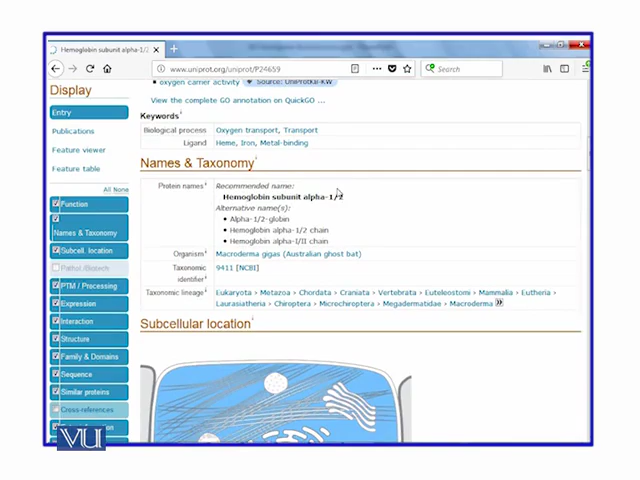 Hemoglobin subunit alpha-1/2
www.uniprot.org/uniprot/P24659
Search
Display
Entry
Publications
Feature viewer
Feature table
All None
Function
Names & Taxonomy
Subcell. location
Pathol./Biotech
PTM / Processing
Expression
Interaction
Structure
Family & Domains
Sequence
Similar proteins
Cross-references
oxygen carrier activity Source: UniProtKB-KW
View the complete GO annotation on QuickGO ...
Keywords
Biological process Oxygen transport, Transport
Ligand Heme, Iron, Metal-binding
Names & Taxonomy
Protein names Recommended name:
Hemoglobin subunit alpha-1/2
Alternative name(s):
• Alpha-1/2-globin
• Hemoglobin alpha-1/2 chain
• Hemoglobin alpha-I/II chain
Organism Macroderma gigas (Australian ghost bat)
Taxonomic identifier 9411 [NCBI]
Taxonomic lineage Eukaryota › Metazoa › Chordata › Craniata › Vertebrata › Euteleostomi › Mammalia › Eutheria ›
Laurasiatheria › Chiroptera › Microchiroptera › Megadermatidae › Macroderma
Subcellular location
VU